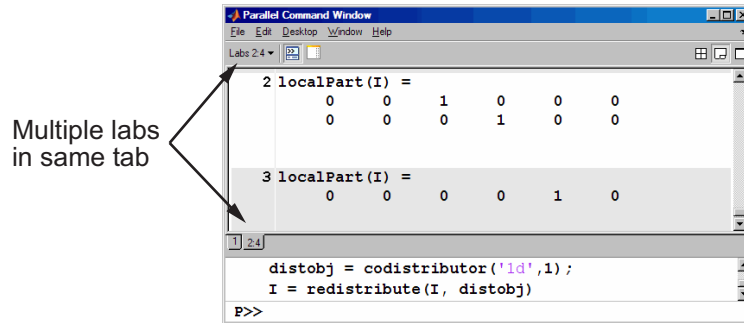 Parallel Command Window
File Edit Desktop Window Help
Labs 2:4
2 localPart(I) =
0 0 1 0 0 0
0 0 0 1 0 0
Multiple labs
in same tab
3 localPart(I) =
0 0 0 0 1 0
1 2:4
distobj = codistributor('1d',1);
I = redistribute(I, distobj)
P>>